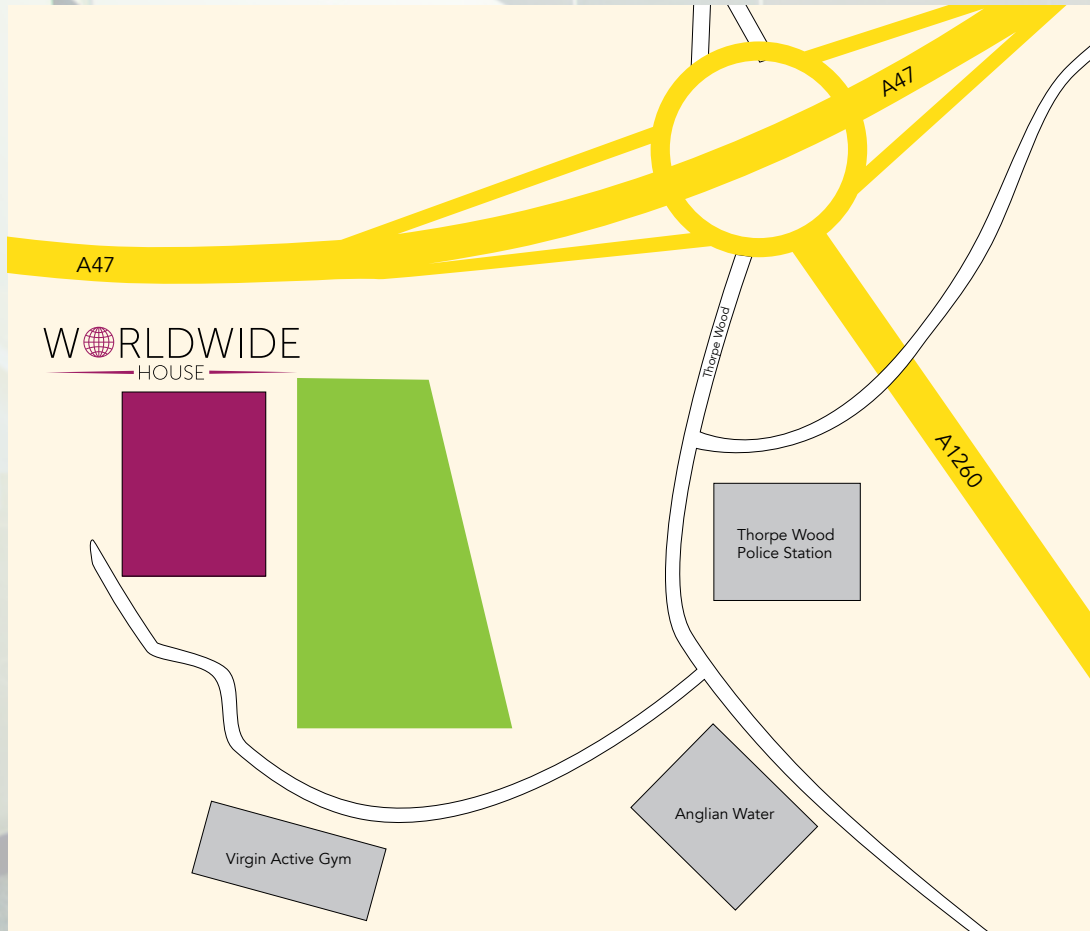 A47
A47
WORLDWIDE
HOUSE
Thorpe Wood
A1260
Thorpe Wood
Police Station
Anglian Water
Virgin Active Gym